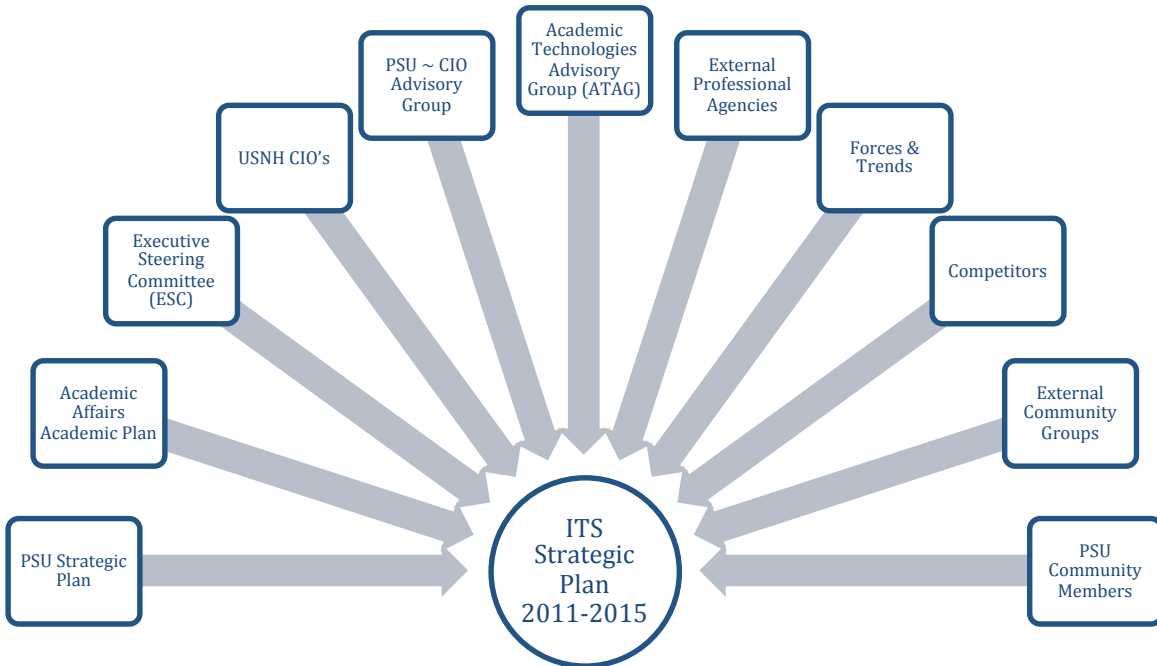 Academic
Technologies
Advisory
Group (ATAG)
PSU ~ CIO
Advisory
Group
External
Professional
Agencies
USNH CIO's
Forces &
Trends
Executive
Steering
Committee
(ESC)
Competitors
Academic
Affairs
Academic Plan
External
Community
Groups
PSU Strategic
Plan
ITS
Strategic
Plan
2011-2015
PSU
Community
Members